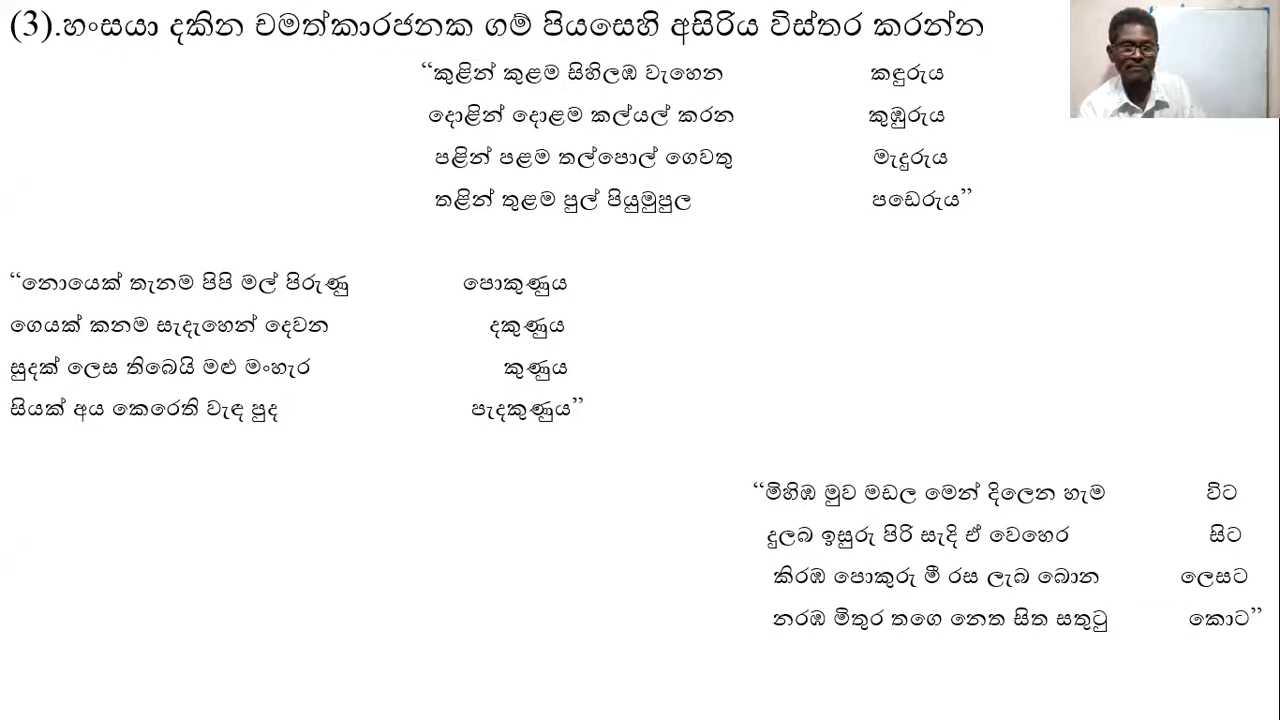 (3).හංසයා දකින චමත්කාරජනක ගම් පියසෙහි අසිරිය විස්තර කරන්න
“කුළින් කුළම සිහිලඹ වැහෙන කඳුරුය
දොළින් දොළම කල්යල් කරන කුඹුරුය
පළින් පළම තල්පොල් ගෙවතු මැදුරුය
තළින් තුළම පුල් පියුමුපුල පඬෙරුය”
“නොයෙක් තැනම පිපි මල් පිරුණු පොකුණුය
ගෙයක් කනම සැදැහෙන් දෙවන දකුණුය
සුදක් ලෙස තිබෙයි මළු මංහැර කුණුය
සියක් අය කෙරෙති වැඳ පුද පැදකුණුය”
“මිහිඹ මුව මඩල මෙන් දිලෙන හැම විට
දුලබ ඉසුරු පිරි සැදි ඒ වෙහෙර සිට
කිරඹ පොකුරු මී රස ලැබ බොන ලෙසට
නරඹ මිතුර තගෙ නෙත සිත සතුටු කොට”